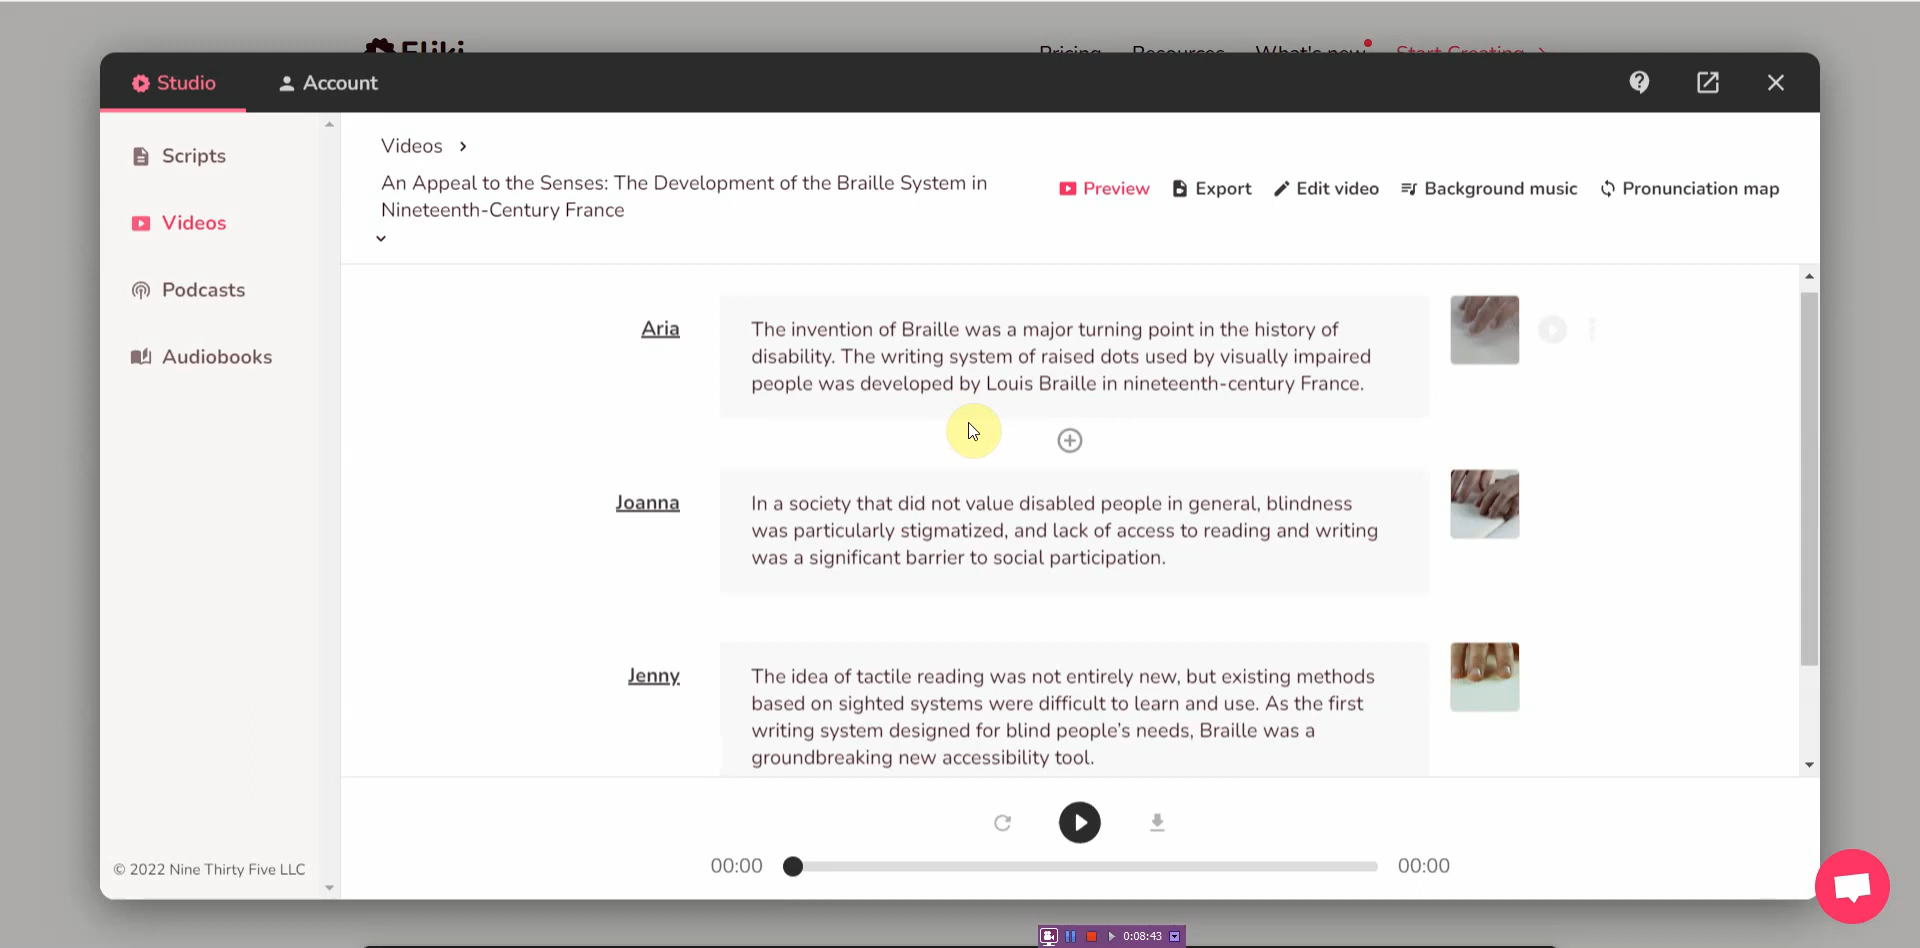 Fliki
Pricing Resources What's new Start Creating
Studio Account
Scripts
Videos
Podcasts
Audiobooks
© 2022 Nine Thirty Five LLC
Videos
An Appeal to the Senses: The Development of the Braille System in
Nineteenth-Century France
Preview Export Edit video Background music Pronunciation map
Aria
The invention of Braille was a major turning point in the history of
disability. The writing system of raised dots used by visually impaired
people was developed by Louis Braille in nineteenth-century France.
Joanna
In a society that did not value disabled people in general, blindness
was particularly stigmatized, and lack of access to reading and writing
was a significant barrier to social participation.
Jenny
The idea of tactile reading was not entirely new, but existing methods
based on sighted systems were difficult to learn and use. As the first
writing system designed for blind people's needs, Braille was a
groundbreaking new accessibility tool.
00:00 00:00
0:08:43